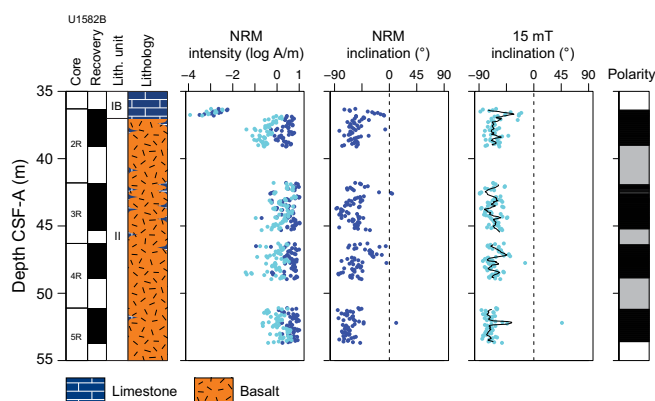 U1582B
Core
Recovery
Lith. unit
Lithology
NRM
intensity (log A/m)
NRM
inclination (°)
15 mT
inclination (°)
Polarity
−4 −2 0 1
−90 −45 0 45 90
−90 −45 0 45 90
Depth CSF-A (m)
35
40
45
50
55
2R
3R
4R
5R
IB
II
Limestone
Basalt